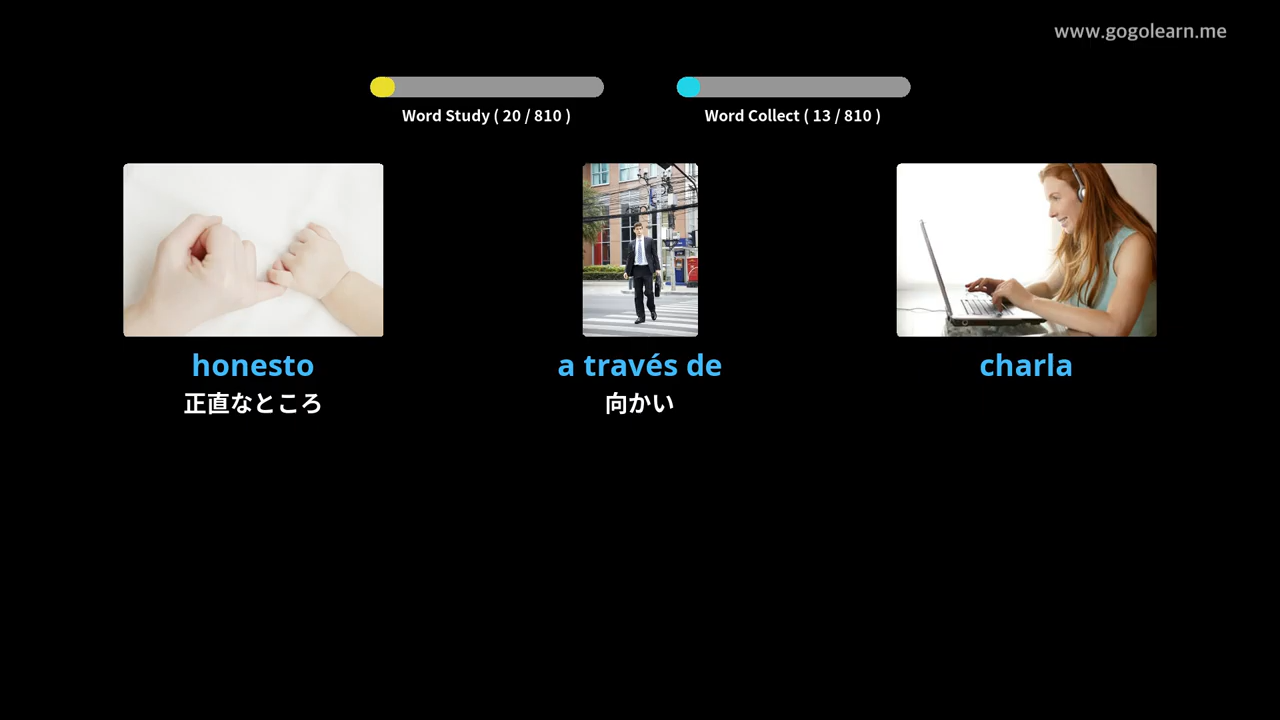 www.gogolearn.me
Word Study ( 20 / 810 )
Word Collect ( 13 / 810 )
honesto
a través de
charla
正直なところ
向かい